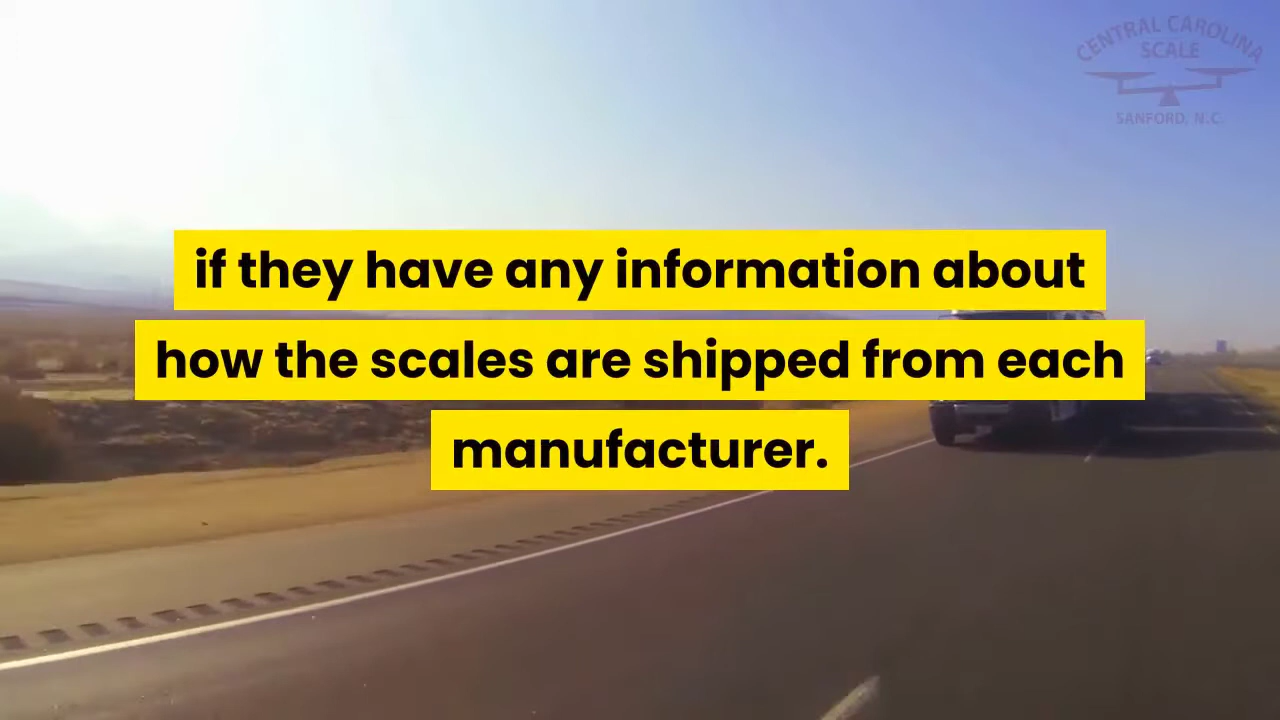 CENTRAL CAROLINA
SCALE
SANFORD, N.C.
if they have any information about
how the scales are shipped from each
manufacturer.